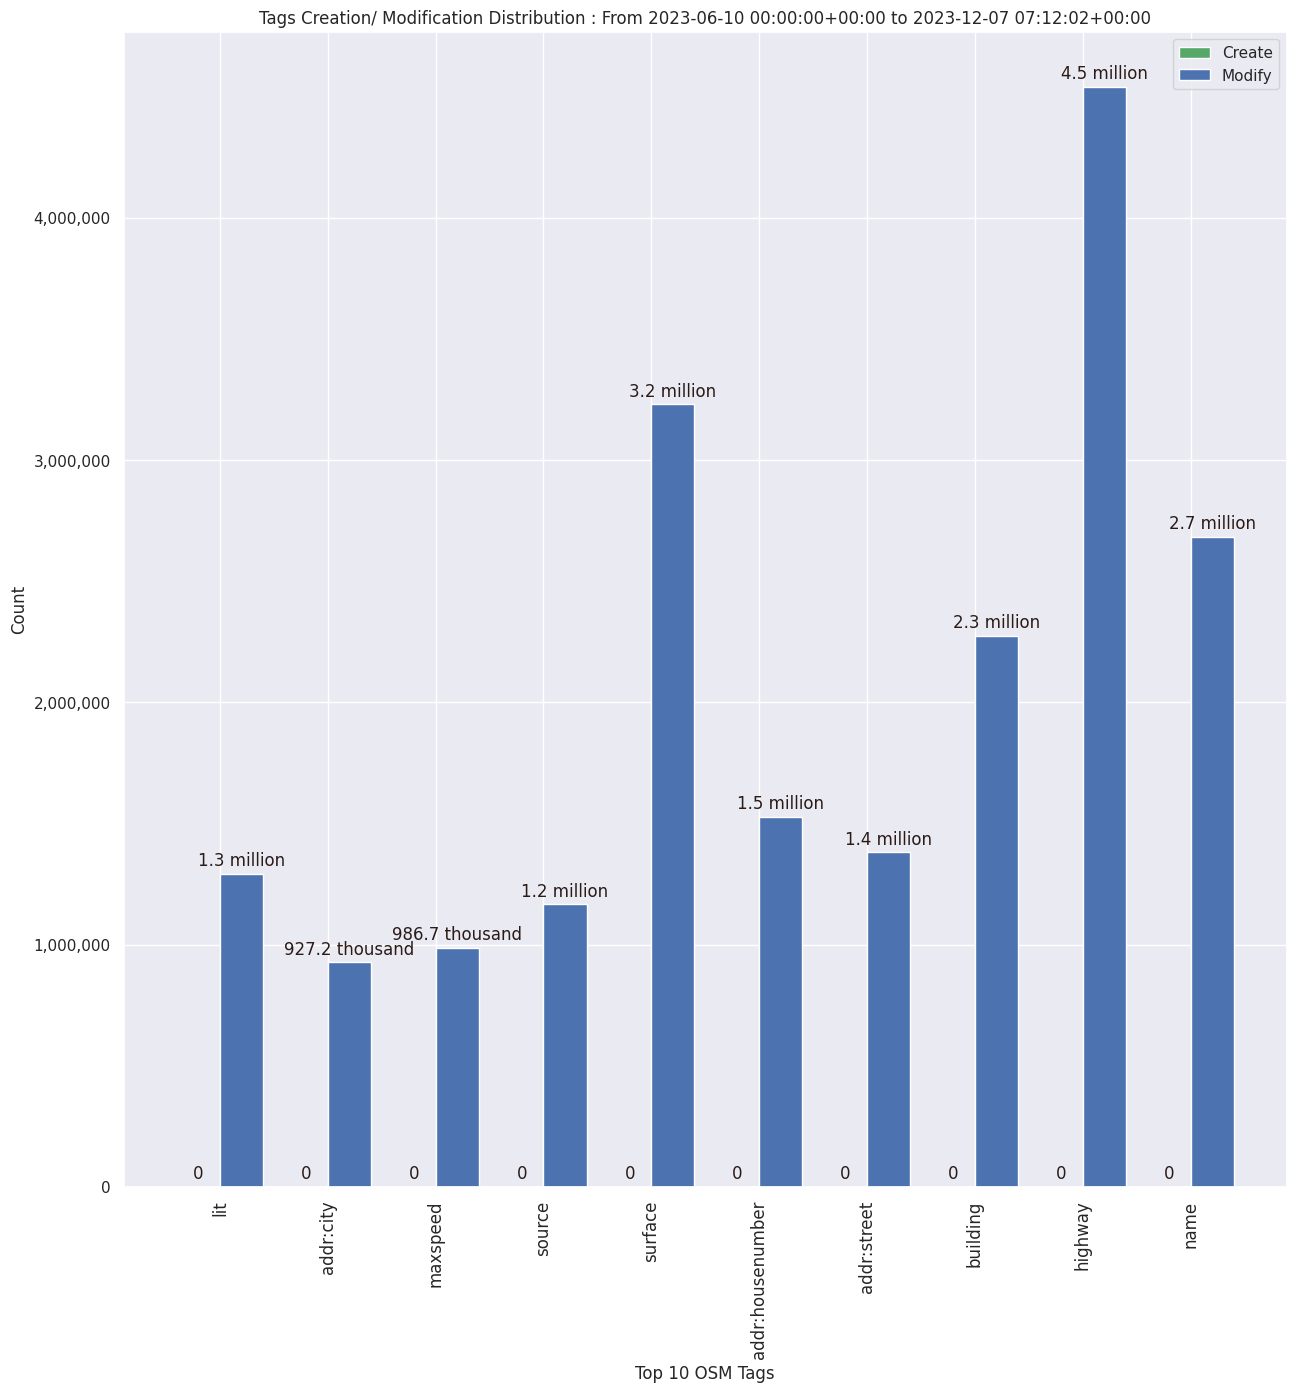 Tags Creation/ Modification Distribution : From 2023-06-10 00:00:00+00:00 to 2023-12-07 07:12:02+00:00
Create
Modify
4.5 million
4,000,000
3.2 million
3,000,000
2.7 million
2.3 million
2,000,000
1.5 million
1.4 million
1.3 million
1.2 million
986.7 thousand
927.2 thousand
1,000,000
0 0 0 0 0 0 0 0 0 0
0
Count
lit
addr:city
maxspeed
source
surface
addr:housenumber
addr:street
building
highway
name
Top 10 OSM Tags